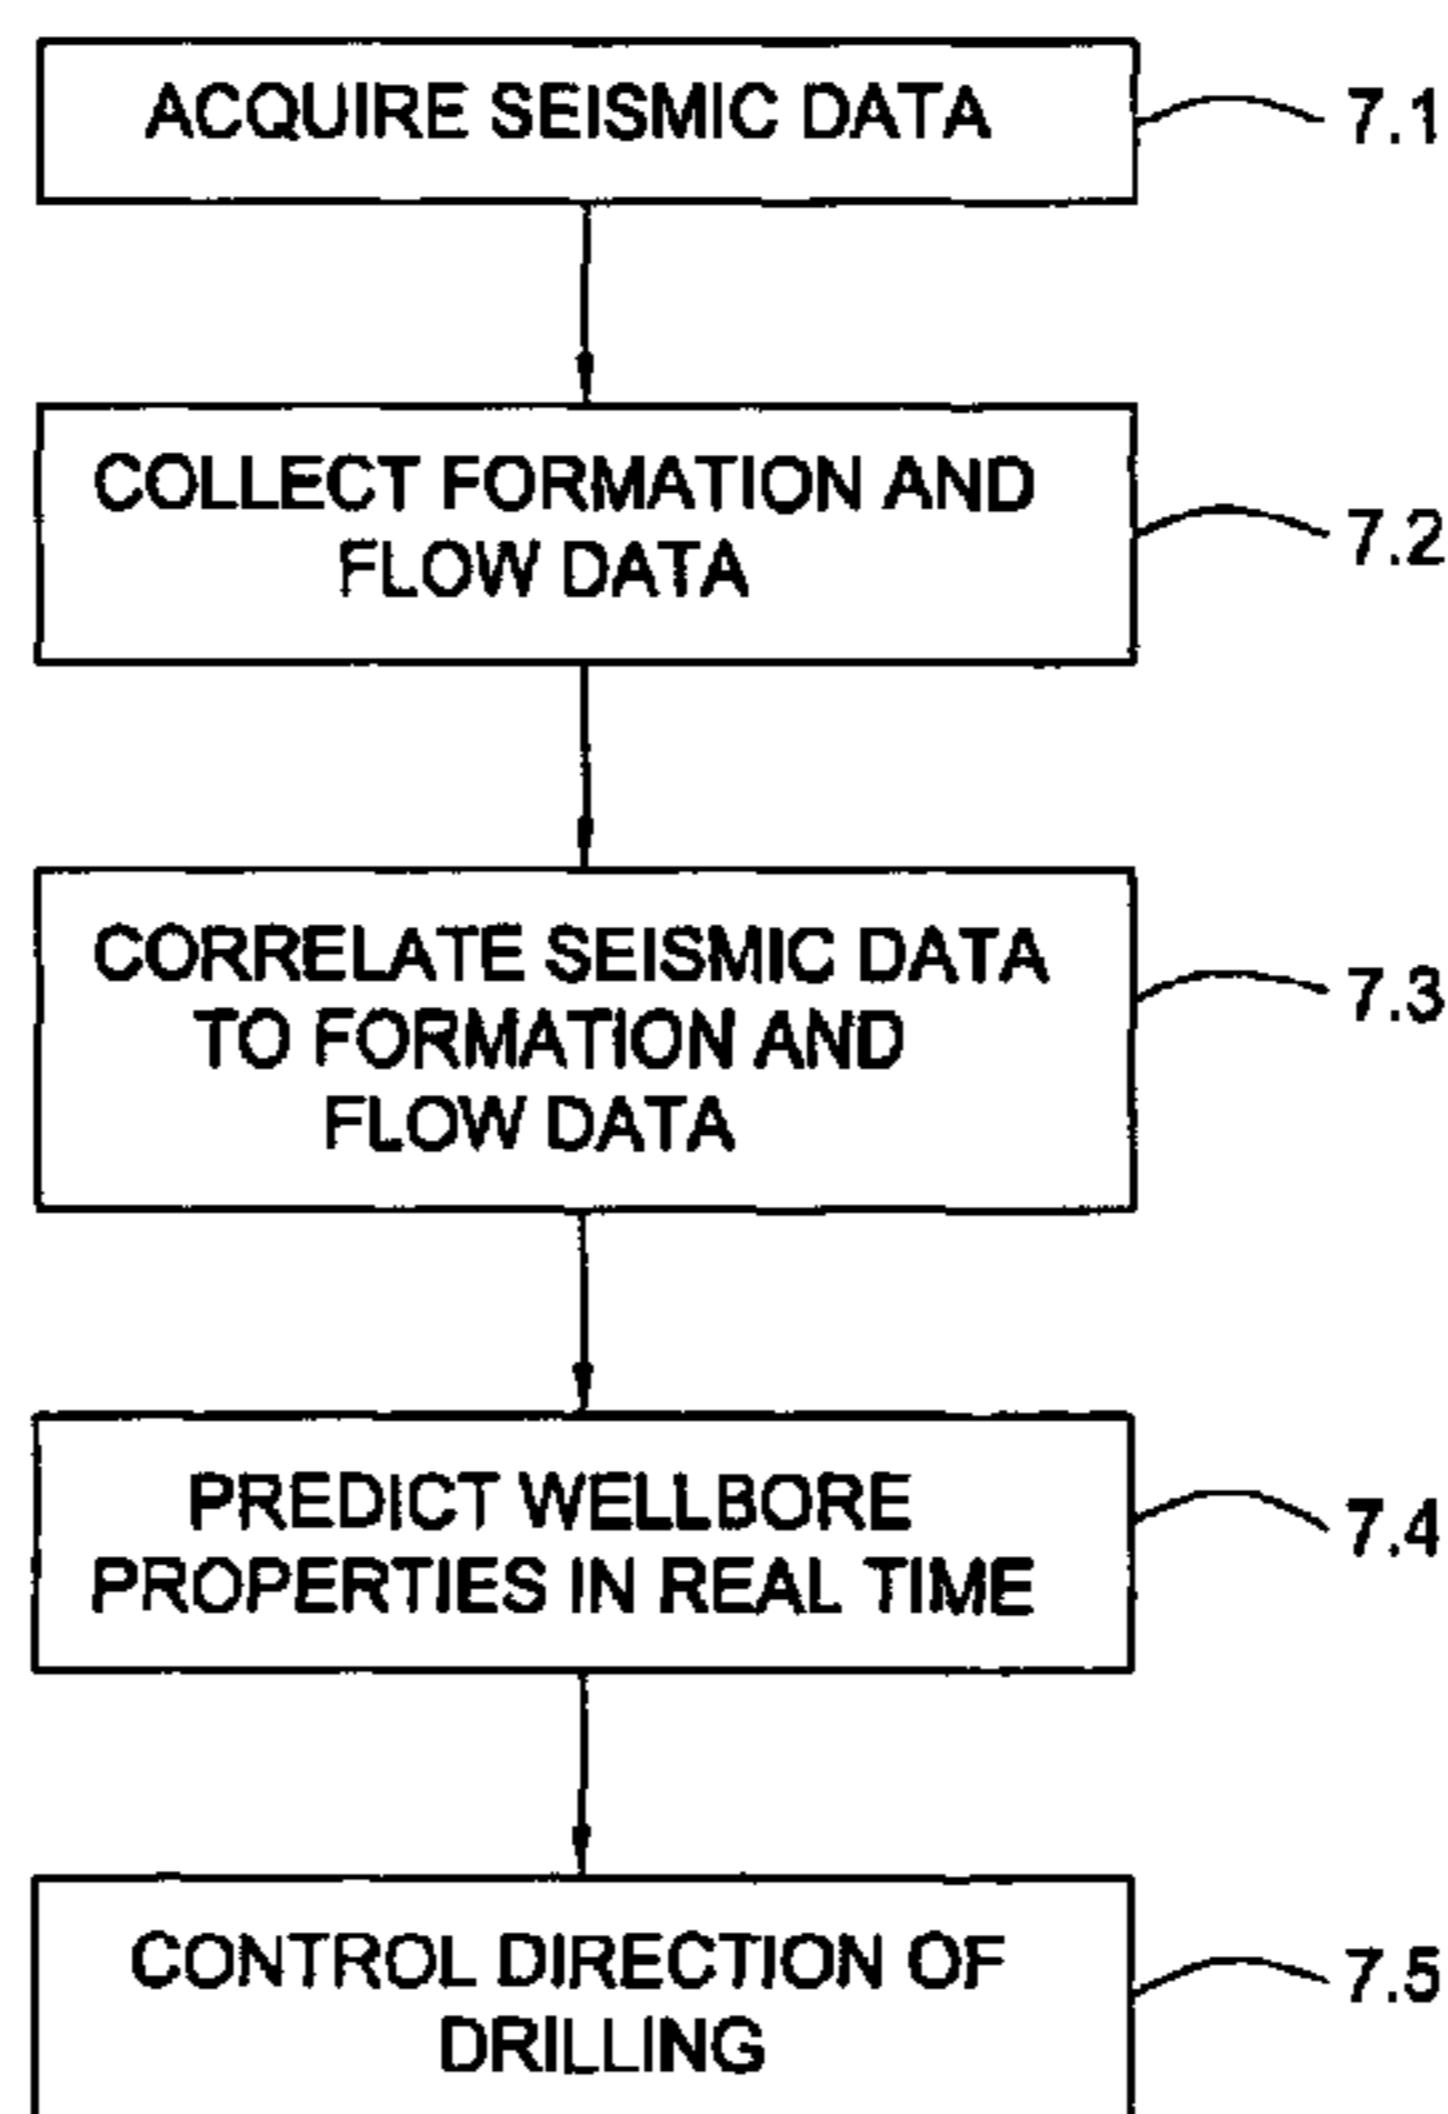 ACQUIRE SEISMIC DATA
7.1
COLLECT FORMATION AND
FLOW DATA
7.2
CORRELATE SEISMIC DATA
TO FORMATION AND
FLOW DATA
7.3
PREDICT WELLBORE
PROPERTIES IN REAL TIME
7.4
CONTROL DIRECTION OF
DRILLING
7.5